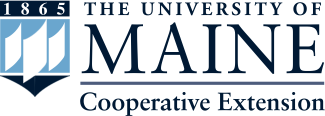 1865
THE UNIVERSITY OF
MAINE
Cooperative Extension